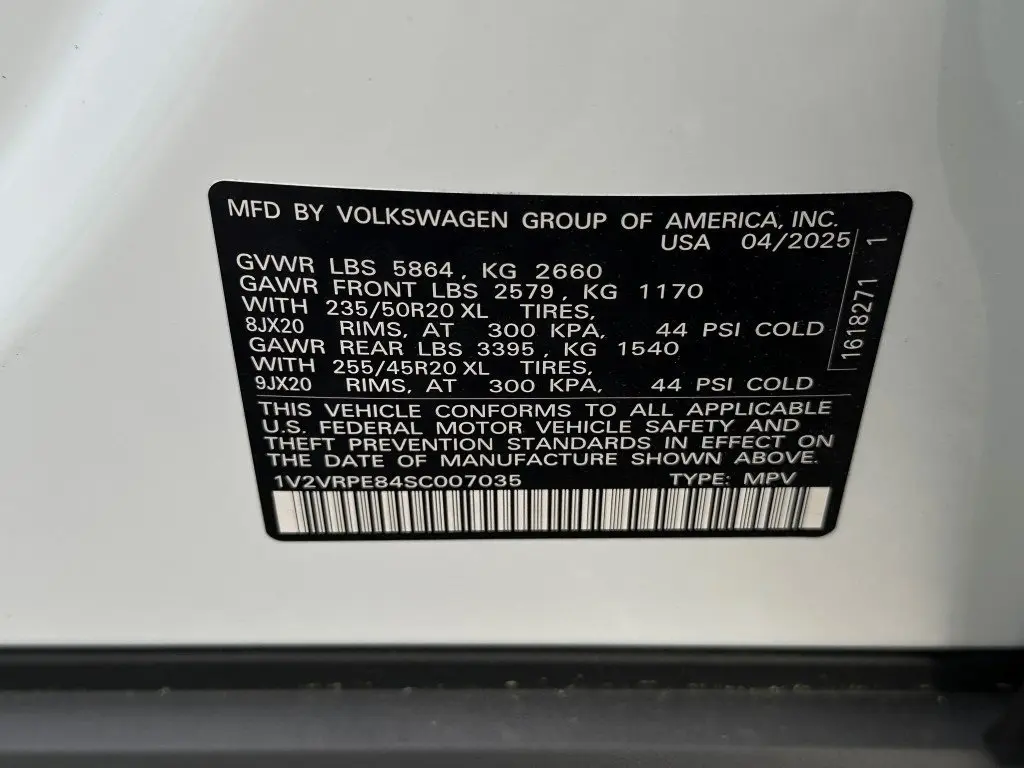 MFD BY VOLKSWAGEN GROUP OF AMERICA, INC.
USA 04/2025
GVWR LBS 5864, KG 2660
GAWR FRONT LBS 2579, KG 1170
WITH 235/50R20 XL TIRES,
8JX20 RIMS, AT 300 KPA, 44 PSI COLD
GAWR REAR LBS 3395, KG 1540
WITH 255/45R20 XL TIRES,
9JX20 RIMS, AT 300 KPA, 44 PSI COLD
1618271 1
THIS VEHICLE CONFORMS TO ALL APPLICABLE
U.S. FEDERAL MOTOR VEHICLE SAFETY AND
THEFT PREVENTION STANDARDS IN EFFECT ON
THE DATE OF MANUFACTURE SHOWN ABOVE.
1V2VRPE84SC007035 TYPE: MPV